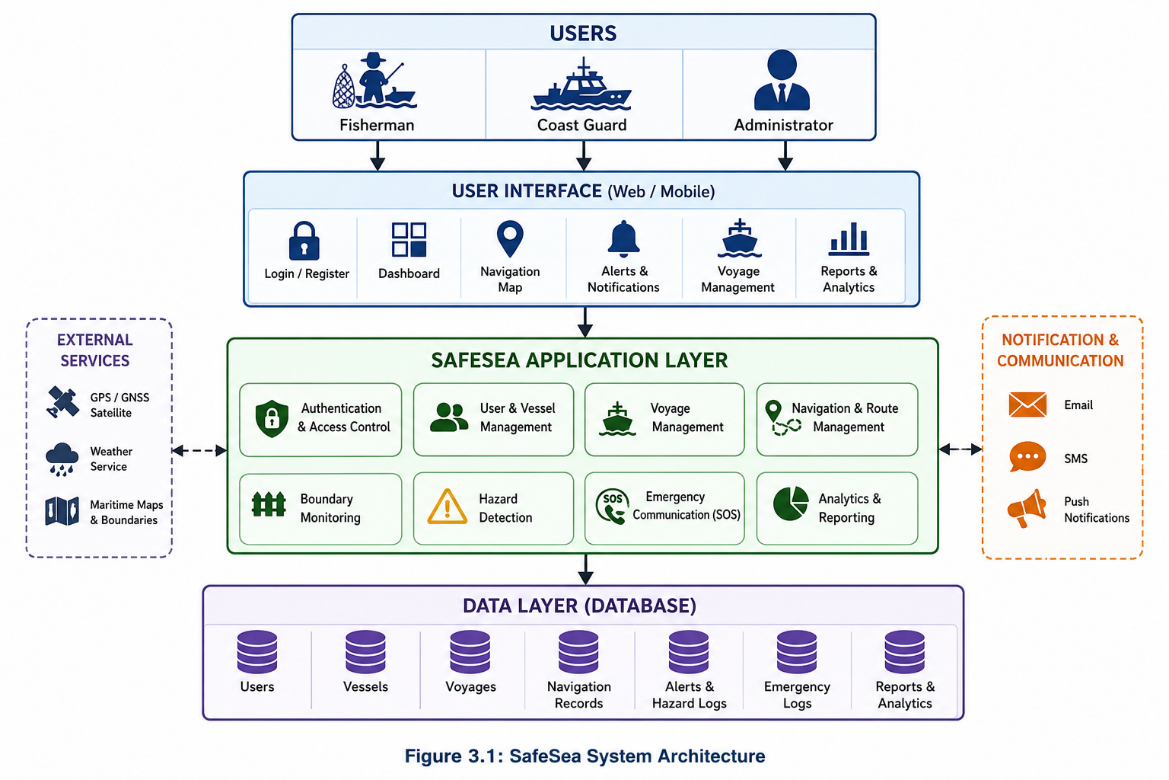 USERS
Fisherman
Coast Guard
Administrator
USER INTERFACE (Web / Mobile)
Login / Register
Dashboard
Navigation
Map
Alerts &
Notifications
Voyage
Management
Reports &
Analytics
EXTERNAL
SERVICES
GPS / GNSS
Satellite
Weather
Service
Maritime Maps
& Boundaries
SAFESEA APPLICATION LAYER
Authentication
& Access Control
User & Vessel
Management
Voyage
Management
Navigation & Route
Management
Boundary
Monitoring
Hazard
Detection
SOS
Emergency
Communication (SOS)
Analytics &
Reporting
NOTIFICATION &
COMMUNICATION
Email
SMS
Push
Notifications
DATA LAYER (DATABASE)
Users
Vessels
Voyages
Navigation
Records
Alerts &
Hazard Logs
Emergency
Logs
Reports &
Analytics
Figure 3.1: SafeSea System Architecture